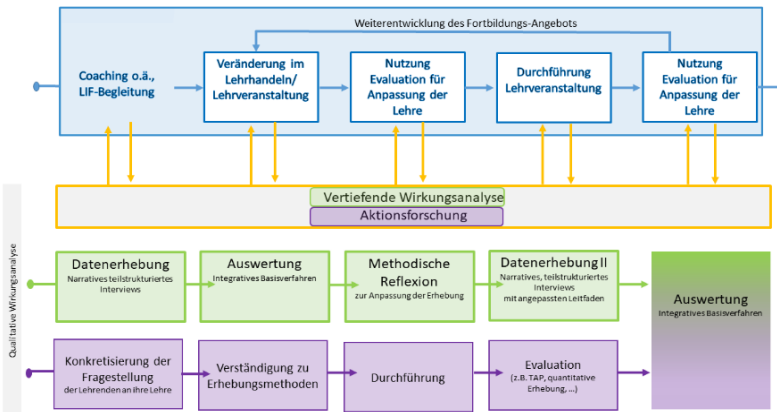 Weiterentwicklung des Fortbildungs-Angebots
Coaching o.ä.,
LIF-Begleitung
Veränderung im
Lehrhandeln/
Lehrveranstaltung
Nutzung
Evaluation für
Anpassung der
Lehre
Durchführung
Lehrveranstaltung
Nutzung
Evaluation für
Anpassung der
Lehre
Vertiefende Wirkungsanalyse
Aktionsforschung
Qualitative Wirkungsanalyse
Datenerhebung
Narratives teilstrukturiertes
Interviews
Auswertung
Integratives Basisverfahren
Methodische
Reflexion
zur Anpassung der Erhebung
Datenerhebung II
Narratives, teilstrukturiertes
Interviews
mit angepassten Leitfaden
Auswertung
Integratives Basisverfahren
Konkretisierung der
Fragestellung
der Lehrenden an ihre Lehre
Verständigung zu
Erhebungsmethoden
Durchführung
Evaluation
(z.B. TAP, quantitative
Erhebung, ...)